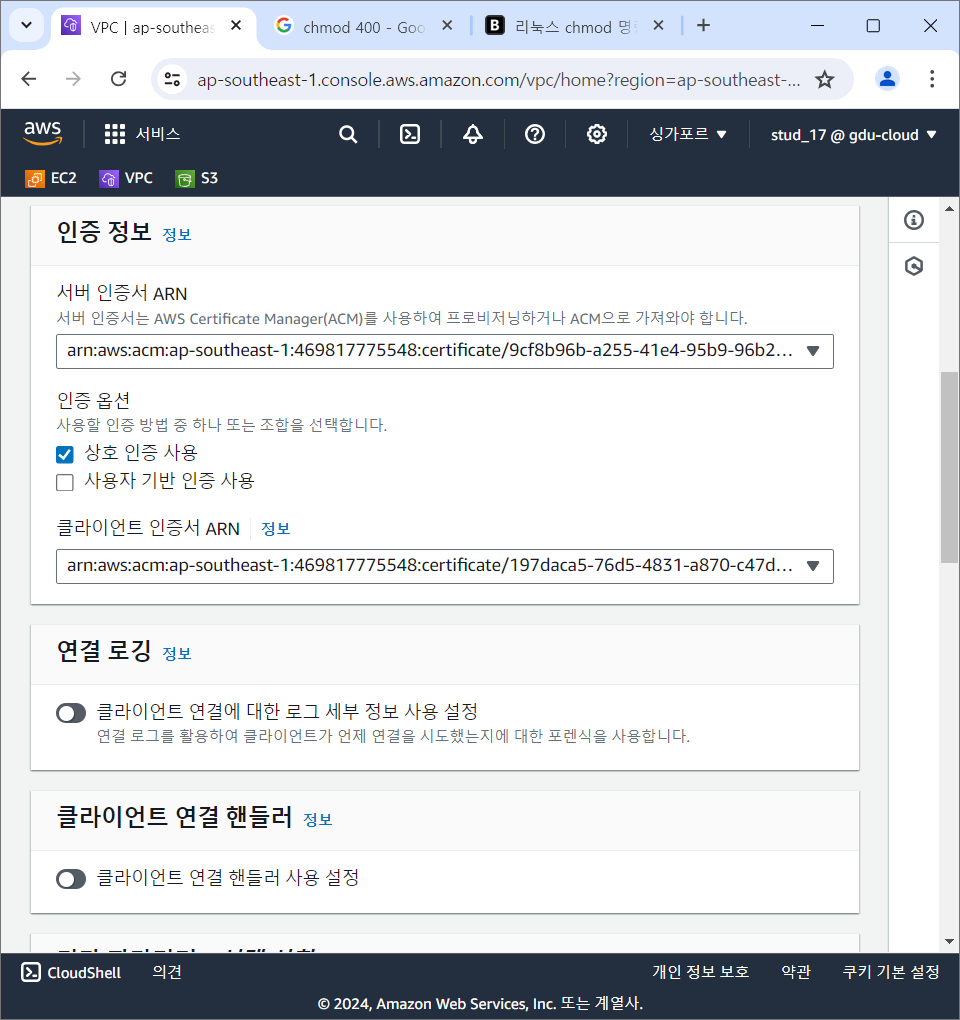 VPC | ap-southeas
chmod 400 - Goo
리눅스 chmod 명
ap-southeast-1.console.aws.amazon.com/vpc/home?region=ap-southeast-...
aws
서비스
싱가포르
stud_17 @ gdu-cloud
EC2
VPC
S3
인증 정보 정보
서버 인증서 ARN
서버 인증서는 AWS Certificate Manager(ACM)를 사용하여 프로비저닝하거나 ACM으로 가져와야 합니다.
arn:aws:acm:ap-southeast-1:469817775548:certificate/9cf8b96b-a255-41e4-95b9-96b2...
인증 옵션
사용할 인증 방법 중 하나 또는 조합을 선택합니다.
상호 인증 사용
사용자 기반 인증 사용
클라이언트 인증서 ARN 정보
arn:aws:acm:ap-southeast-1:469817775548:certificate/197daca5-76d5-4831-a870-c47d...
연결 로깅 정보
클라이언트 연결에 대한 로그 세부 정보 사용 설정
연결 로그를 활용하여 클라이언트가 언제 연결을 시도했는지에 대한 포렌식을 사용합니다.
클라이언트 연결 핸들러 정보
클라이언트 연결 핸들러 사용 설정
CloudShell
의견
개인 정보 보호
약관
쿠키 기본 설정
© 2024, Amazon Web Services, Inc. 또는 계열사.